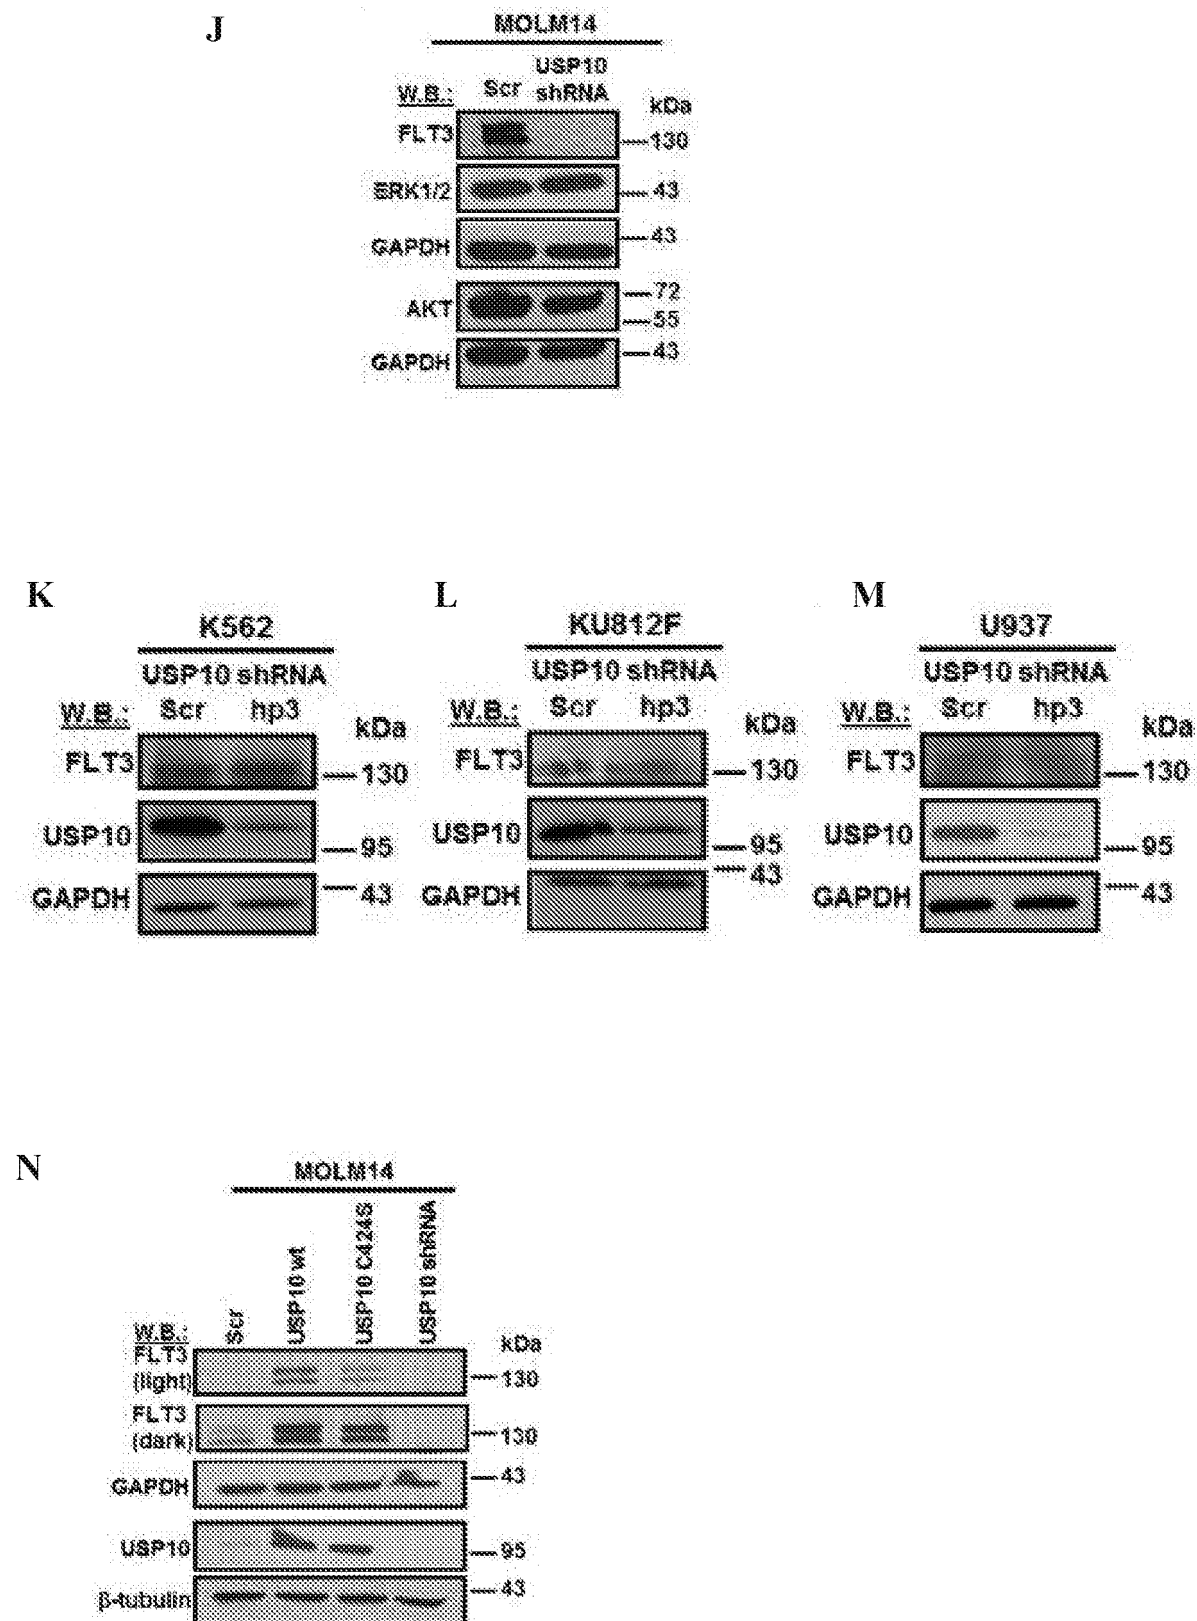 J
MOLM14
W.B.: Scr USP10 shRNA
kDa
FLT3 130
ERK1/2 43
GAPDH 43
AKT 72
55
GAPDH 43
K
K562
USP10 shRNA
W.B.: Scr hp3
kDa
FLT3 130
USP10 95
GAPDH 43
L
KU812F
USP10 shRNA
W.B.: Scr hp3
kDa
FLT3 130
USP10 95
GAPDH 43
M
U937
USP10 shRNA
W.B.: Scr hp3
kDa
FLT3 130
USP10 95
GAPDH 43
N
MOLM14
W.B.: Scr USP10 wt USP10 C424S USP10 shRNA
kDa
FLT3
(light) 130
FLT3
(dark) 130
GAPDH 43
USP10 95
β-tubulin 43